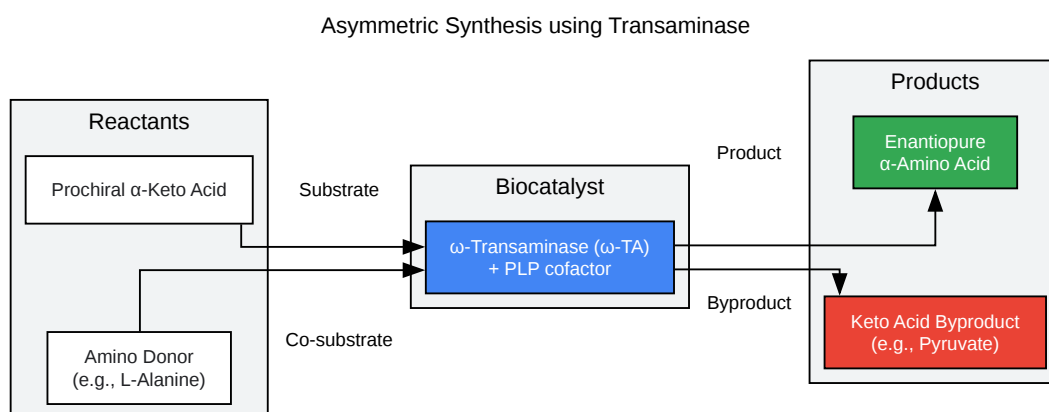 Asymmetric Synthesis using Transaminase
Reactants
Prochiral α-Keto Acid
Amino Donor
(e.g., L-Alanine)
Substrate
Co-substrate
Biocatalyst
ω-Transaminase (ω-TA)
+ PLP cofactor
Product
Byproduct
Products
Enantiopure
α-Amino Acid
Keto Acid Byproduct
(e.g., Pyruvate)